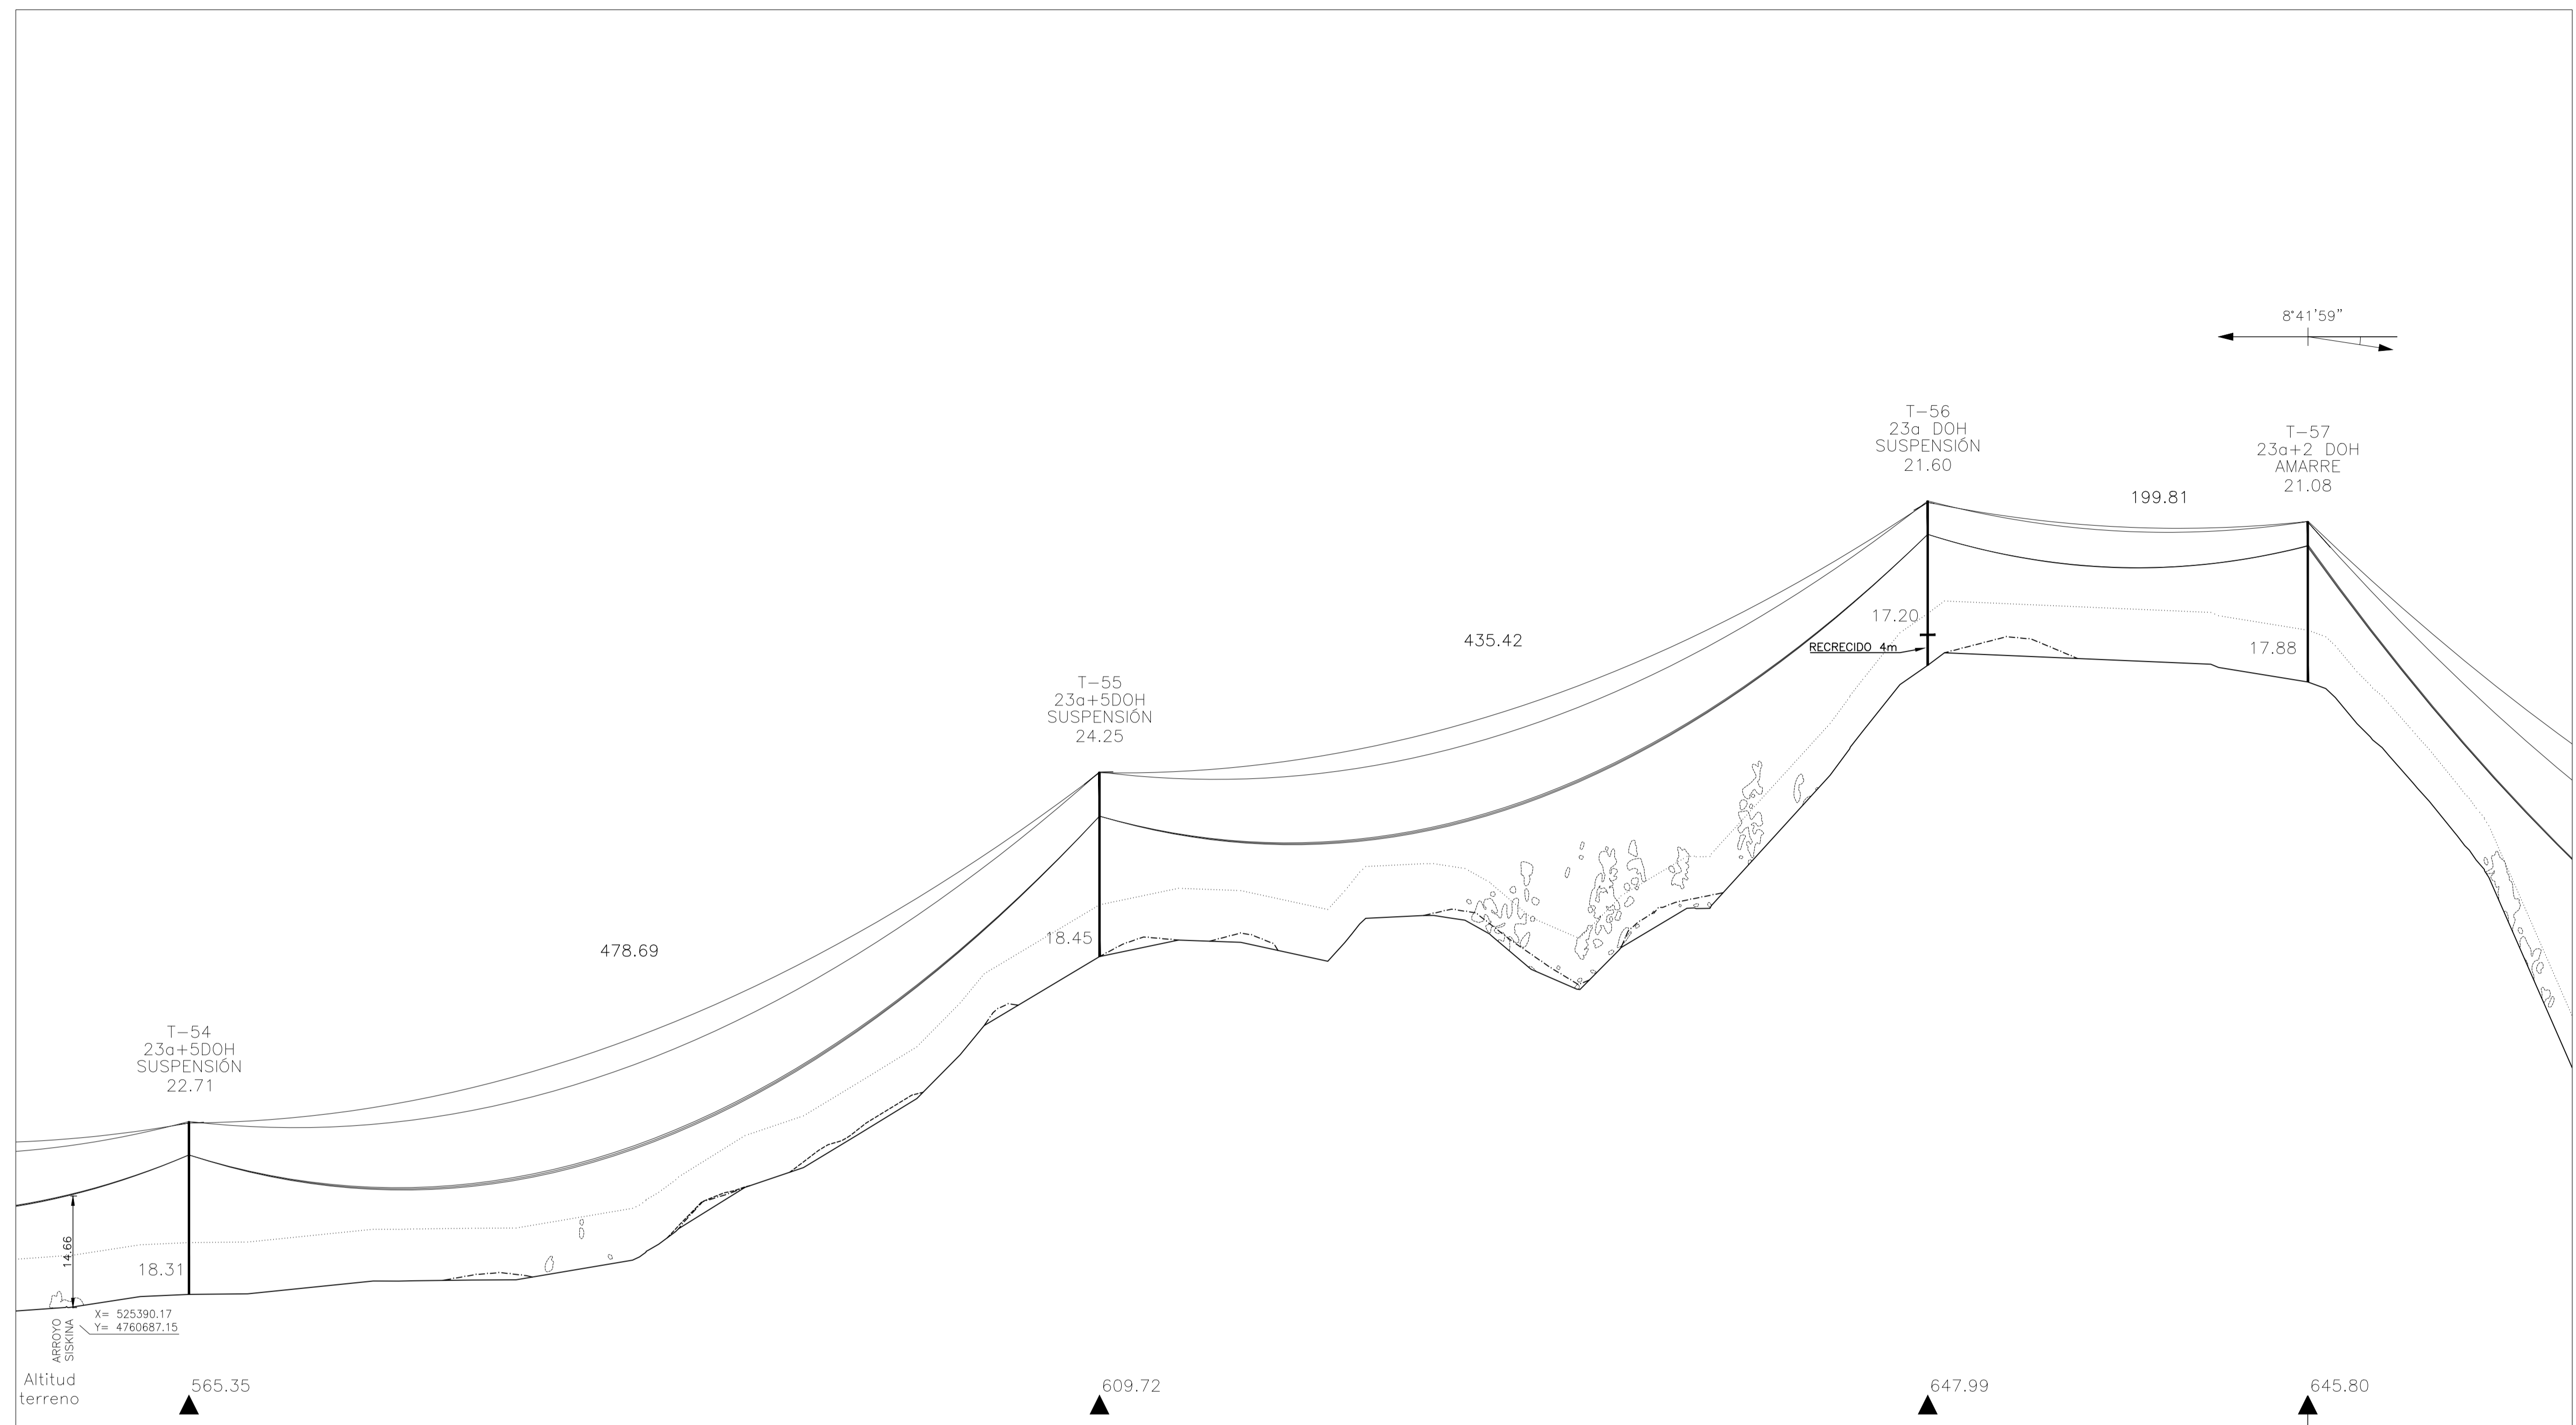 8°41'59"
T-56
23a DOH
SUSPENSIÓN
21.60
T-57
23a+2 DOH
AMARRE
21.08
199.81
17.20
RECRECIDO 4m
17.88
435.42
T-55
23a+5DOH
SUSPENSIÓN
24.25
18.45
478.69
T-54
23a+5DOH
SUSPENSIÓN
22.71
14.66
18.31
X= 525390.17
Y= 4760687.15
ARROYO
SISKINA
Altitud
terreno
565.35
609.72
647.99
645.80